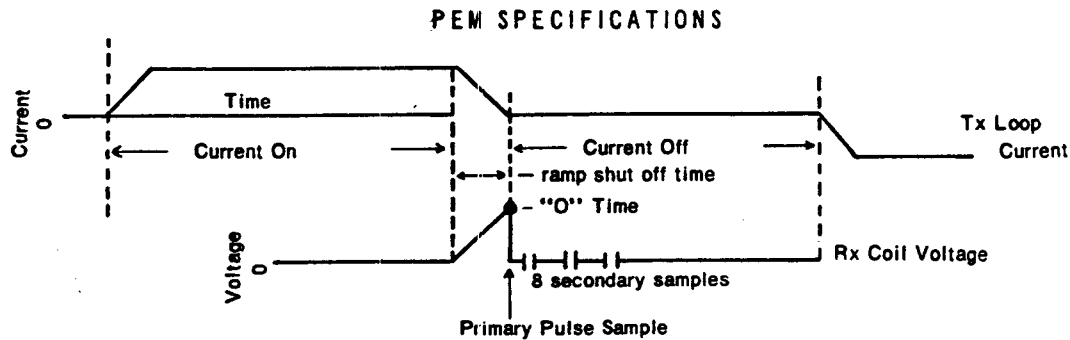 PEM SPECIFICATIONS
Current
0
Time
Tx Loop
Current
Current On
Current Off
ramp shut off time
"O" Time
Voltage
0
Rx Coil Voltage
8 secondary samples
Primary Pulse Sample